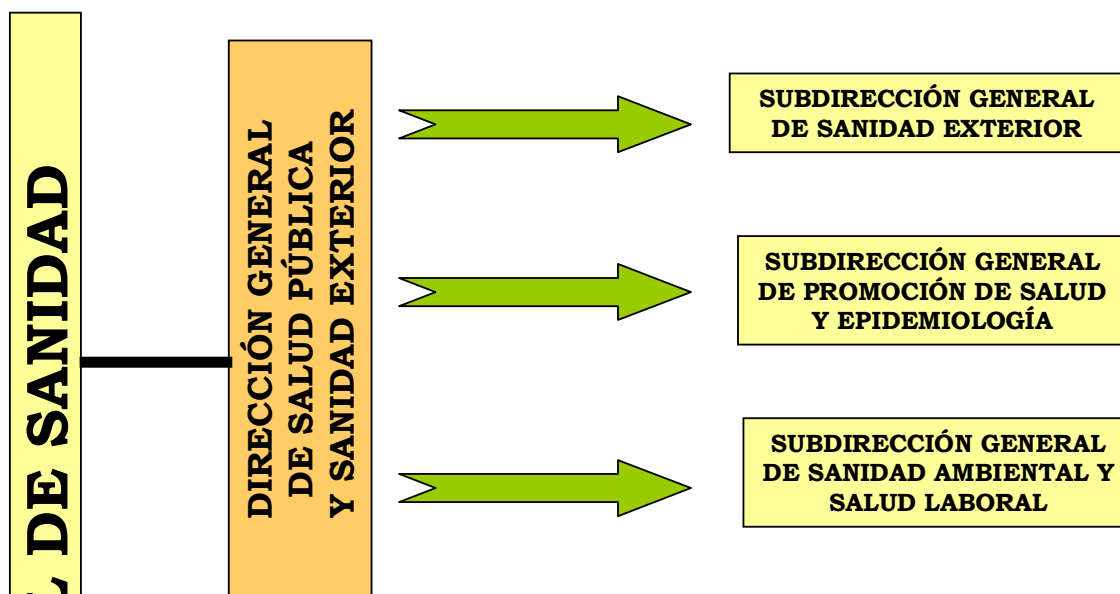 DE SANIDAD
DIRECCIÓN GENERAL
DE SALUD PÚBLICA
Y SANIDAD EXTERIOR
SUBDIRECCIÓN GENERAL
DE SANIDAD EXTERIOR
SUBDIRECCIÓN GENERAL
DE PROMOCIÓN DE SALUD
Y EPIDEMIOLOGÍA
SUBDIRECCIÓN GENERAL
DE SANIDAD AMBIENTAL Y
SALUD LABORAL